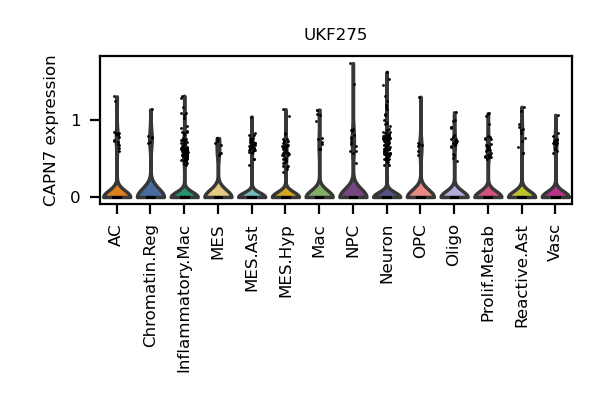 UKF275
CAPN7 expression
1
0
AC
Chromatin.Reg
Inflammatory.Mac
MES
MES.Ast
MES.Hyp
Mac
NPC
Neuron
OPC
Oligo
Prolif.Metab
Reactive.Ast
Vasc